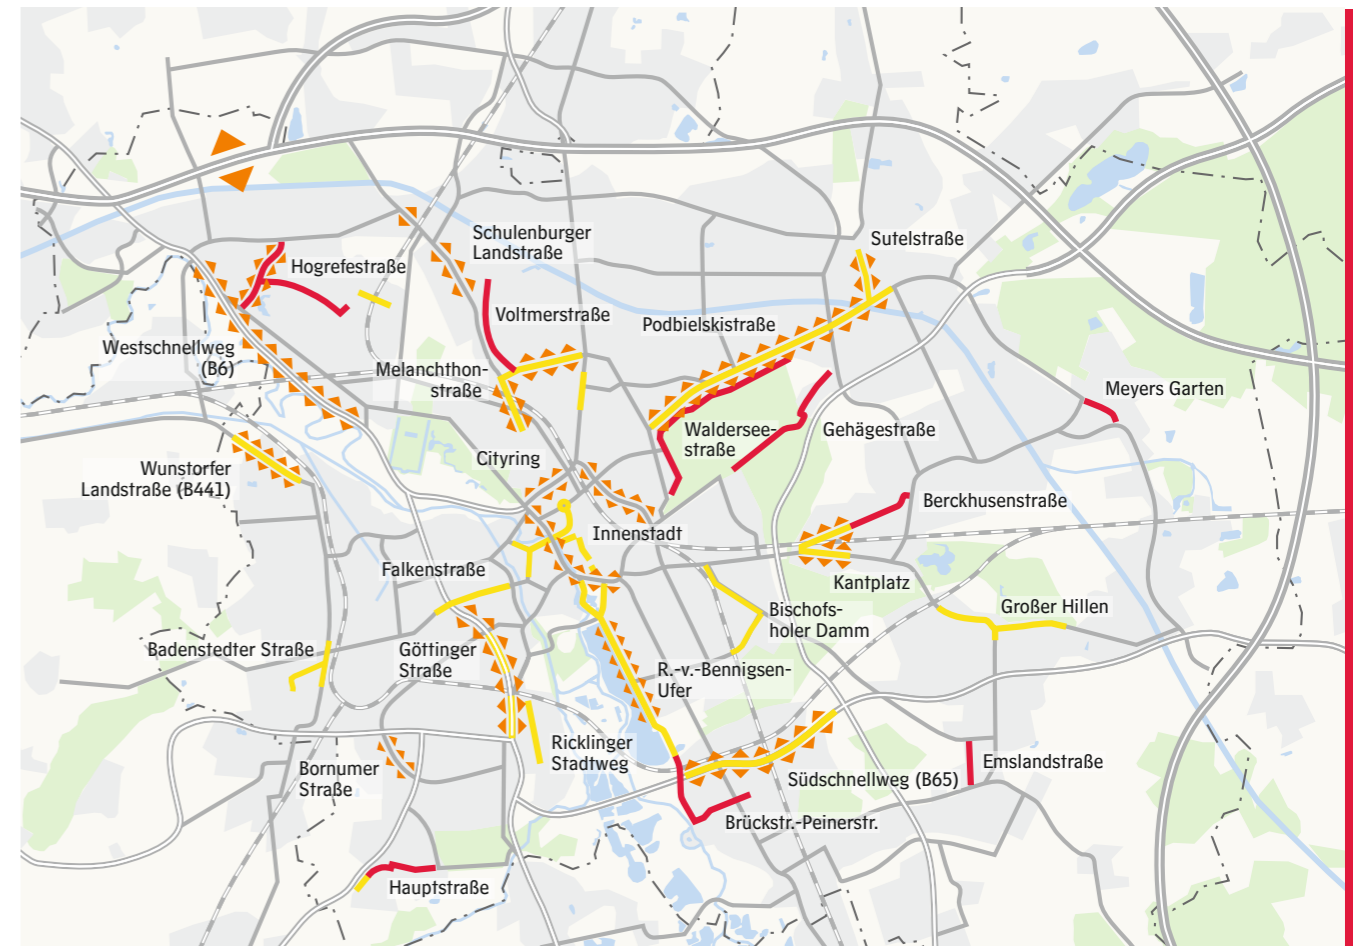 Schulenburger
Landstraße
Sutelstraße
Hogrefestraße
Voltmerstraße
Podbielskistraße
Westschnellweg
(B6)
Melanchthon-
straße
Meyers Garten
Waldersee-
straße
Gehägestraße
Cityring
Wunstorfer
Landstraße (B441)
Berckhusenstraße
Innenstadt
Falkenstraße
Kantplatz
Bischofs-
holer Damm
Großer Hillen
Badenstedter Straße
Göttinger
Straße
R.-v.-Bennigsen-
Ufer
Ricklinger
Stadtweg
Bornumer
Straße
Südschnellweg (B65)
Emslandstraße
Brückstr.-Peinerstr.
Hauptstraße